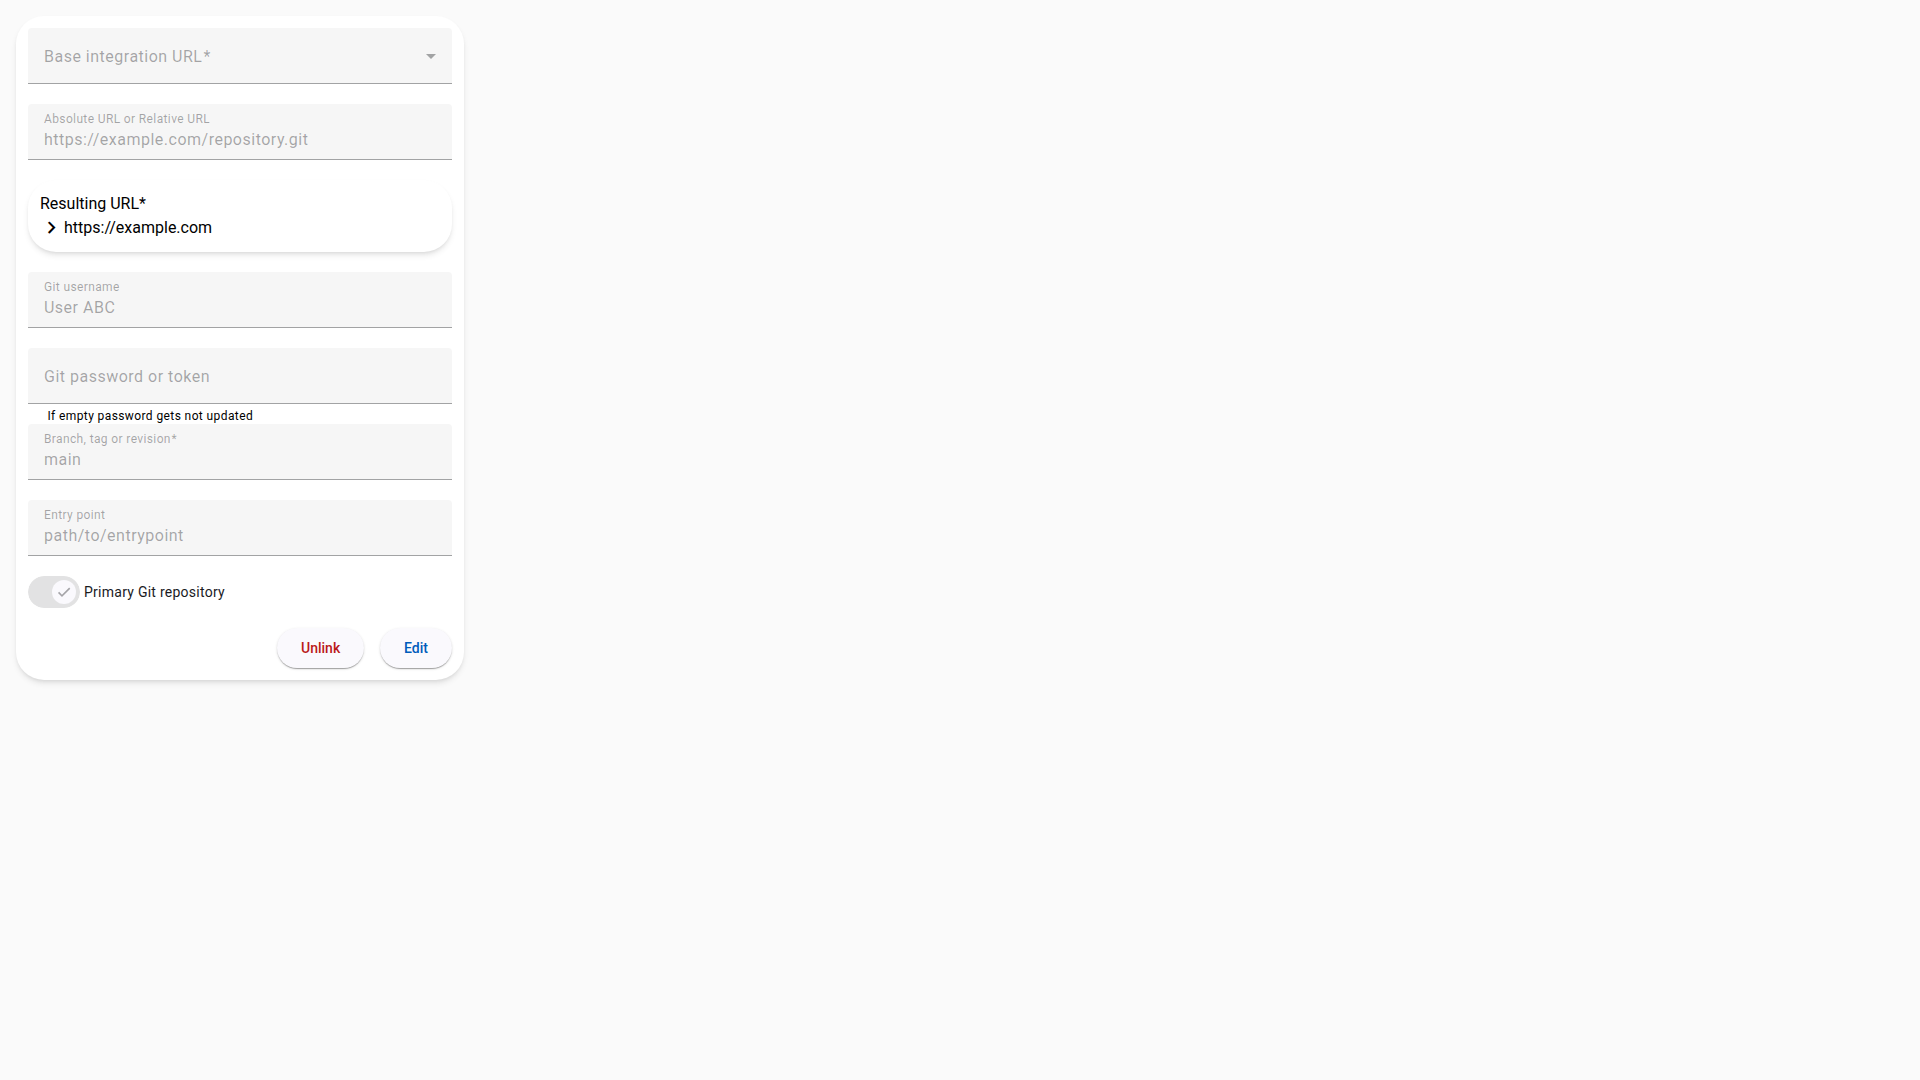 Base integration URL*
Absolute URL or Relative URL
https://example.com/repository.git
Resulting URL*
https://example.com
Git username
User ABC
Git password or token
If empty password gets not updated
Branch, tag or revision*
main
Entry point
path/to/entrypoint
Primary Git repository
Unlink Edit